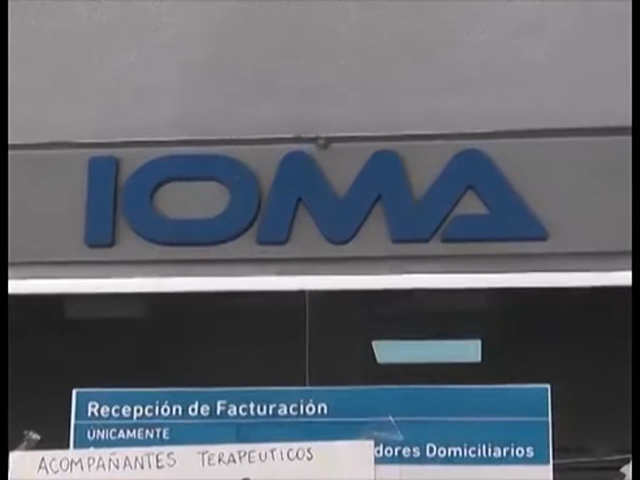 IOMA
Recepción de Facturación
ÚNICAMENTE
dores Domiciliarios
ACOMPAÑANTES TERAPEUTICOS